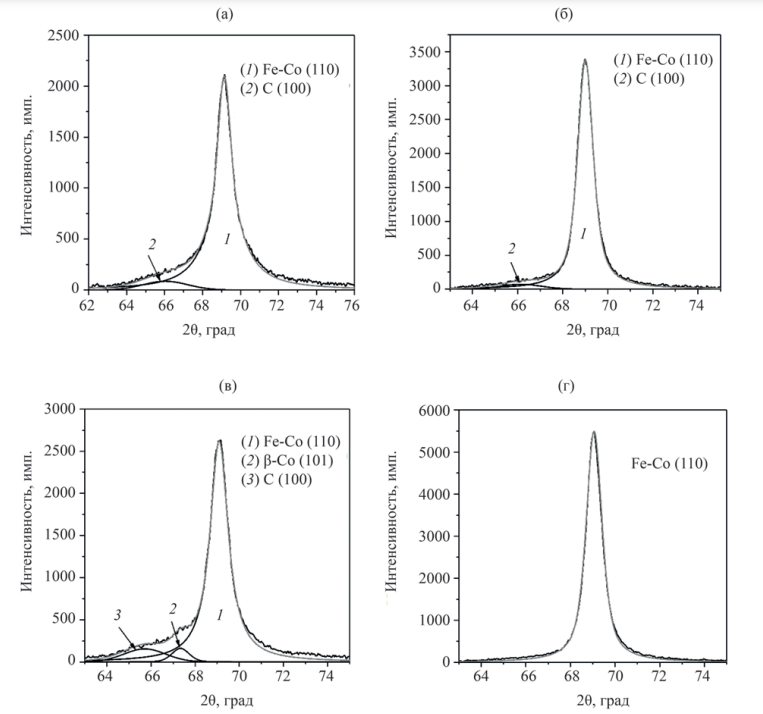 (а)
2500
2000
1500
1000
500
0
Интенсивность, имп.
(1) Fe-Co (110)
(2) C (100)
2
1
62 64 66 68 70 72 74 76
2θ, град
(б)
3500
3000
2500
2000
1500
1000
500
0
Интенсивность, имп.
(1) Fe-Co (110)
(2) C (100)
2
1
64 66 68 70 72 74
2θ, град
(в)
3000
2500
2000
1500
1000
500
0
Интенсивность, имп.
(1) Fe-Co (110)
(2) β-Co (101)
(3) C (100)
3
2
1
64 66 68 70 72 74
2θ, град
(г)
6000
5000
4000
3000
2000
1000
0
Интенсивность, имп.
Fe-Co (110)
64 66 68 70 72 74
2θ, град